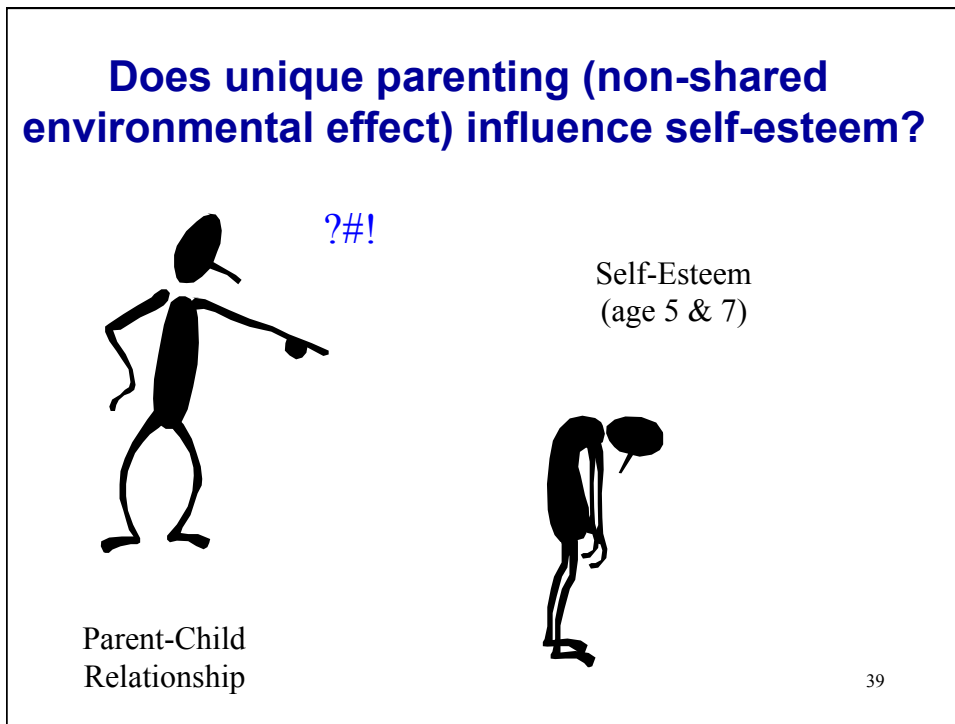 Does unique parenting (non-shared
environmental effect) influence self-esteem?
?#!
Self-Esteem
(age 5 & 7)
Parent-Child
Relationship
39